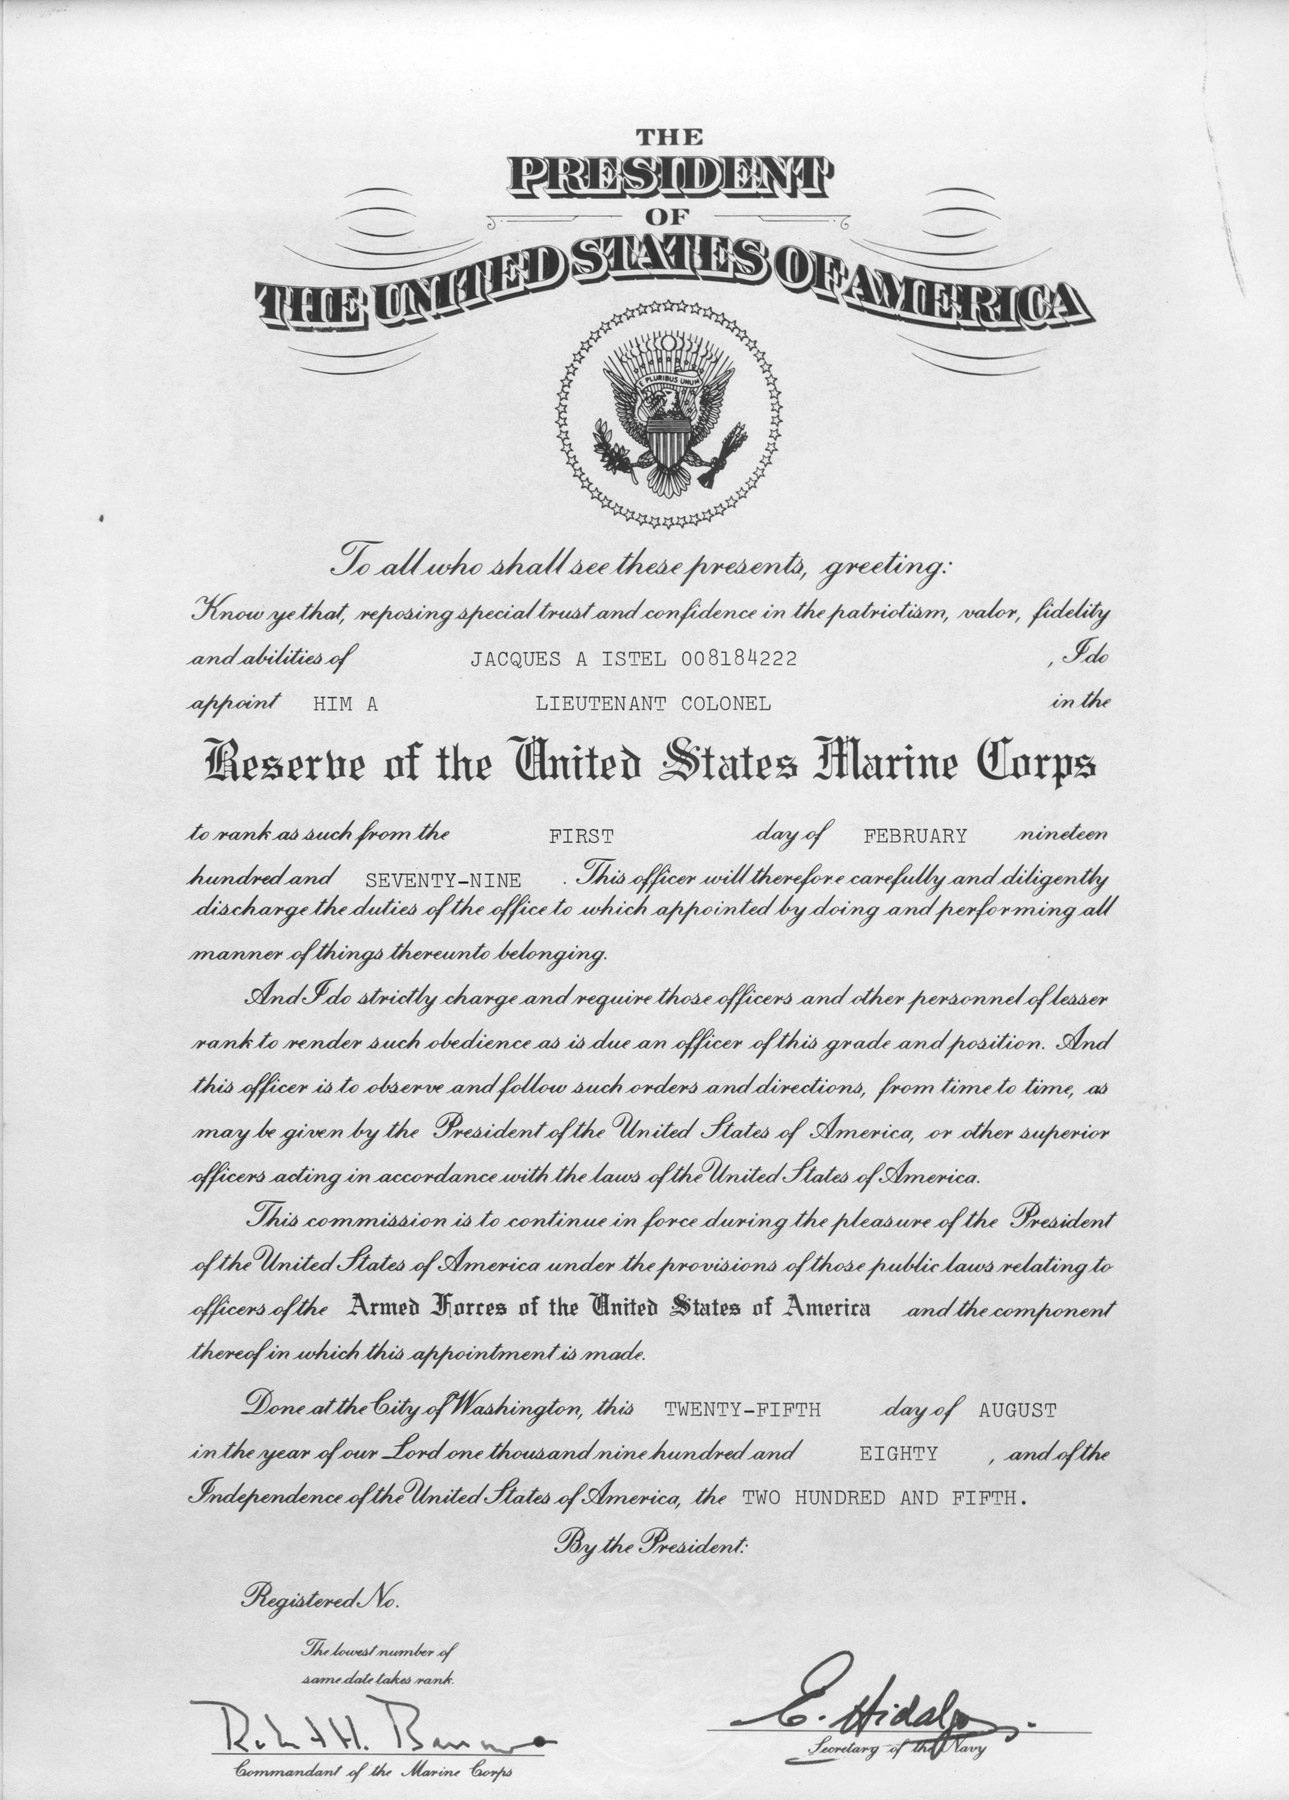 THE
PRESIDENT
OF
THE UNITED STATES OF AMERICA
E PLURIBUS UNUM
To all who shall see these presents, greeting:
Know ye that, reposing special trust and confidence in the patriotism, valor, fidelity
and abilities of JACQUES A ISTEL 008184222 , I do
appoint HIM A LIEUTENANT COLONEL in the
Reserve of the United States Marine Corps
to rank as such from the FIRST day of FEBRUARY nineteen
hundred and SEVENTY-NINE . This officer will therefore carefully and diligently
discharge the duties of the office to which appointed by doing and performing all
manner of things thereunto belonging.
And I do strictly charge and require those officers and other personnel of lesser
rank to render such obedience as is due an officer of this grade and position. And
this officer is to observe and follow such orders and directions, from time to time, as
may be given by the President of the United States of America, or other superior
officers acting in accordance with the laws of the United States of America.
This commission is to continue in force during the pleasure of the President
of the United States of America under the provisions of those public laws relating to
officers of the Armed Forces of the United States of America and the component
thereof in which this appointment is made.
Done at the City of Washington, this TWENTY-FIFTH day of AUGUST
in the year of our Lord one thousand nine hundred and EIGHTY , and of the
Independence of the United States of America, the TWO HUNDRED AND FIFTH.
By the President:
Registered No.
The lowest number of
same date takes rank.
E. Hidalgo
Commandant of the Marine Corps
Secretary of the Navy